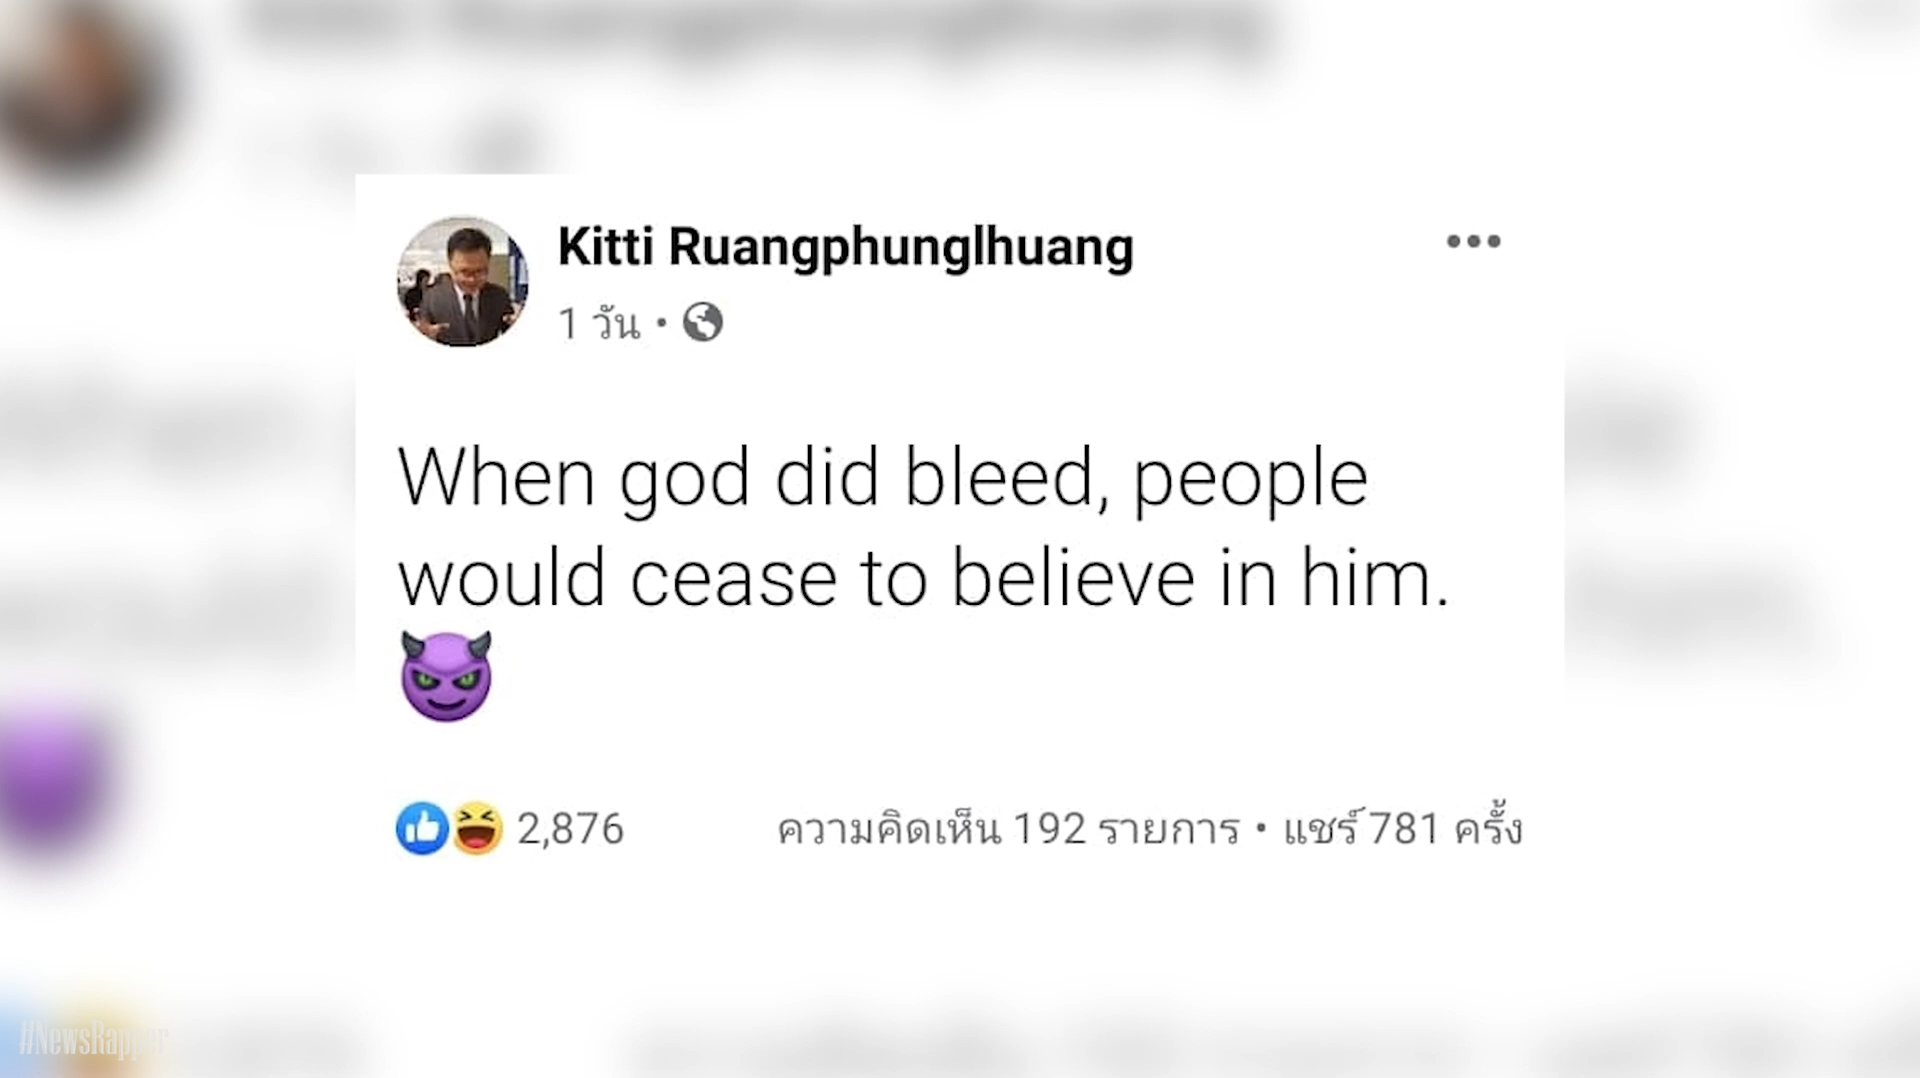 Kitti Ruangphunglhuang
1 วัน •
When god did bleed, people
would cease to believe in him.
😈
2,876
ความคิดเห็น 192 รายการ • แชร์ 781 ครั้ง
#NewsRapper